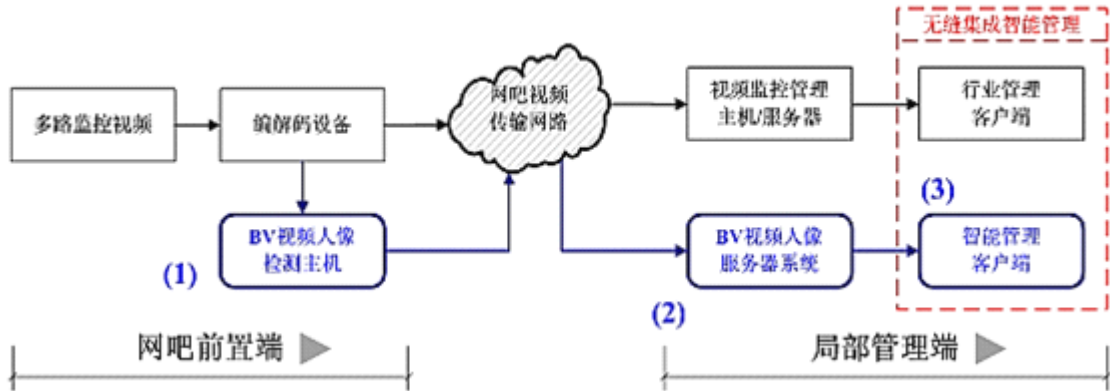 无缝集成智能管理
多路监控视频
编解码设备
网吧视频
传输网路
视频监控管理
主机/服务器
行业管理
客户端
(1)
BV视频人像
检测主机
(2)
BV视频人像
服务器系统
(3)
智能管理
客户端
网吧前置端
局部管理端